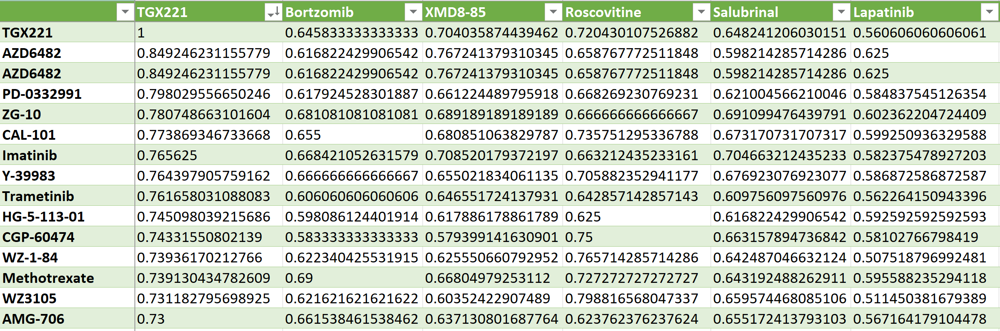 TGX221 Bortzomib XMD8-85 Roscovitine Salubrinal Lapatinib
TGX221 1 0.645833333333333 0.704035874439462 0.720430107526882 0.648241206030151 0.560606060606061
AZD6482 0.849246231155779 0.616822429906542 0.767241379310345 0.658767772511848 0.598214285714286 0.625
AZD6482 0.849246231155779 0.616822429906542 0.767241379310345 0.658767772511848 0.598214285714286 0.625
PD-0332991 0.798029556650246 0.617924528301887 0.661224489795918 0.668269230769231 0.621004566210046 0.584837545126354
ZG-10 0.780748663101604 0.681081081081081 0.689189189189189 0.666666666666667 0.691099476439791 0.602362204724409
CAL-101 0.773869346733668 0.655 0.680851063829787 0.735751295336788 0.673170731707317 0.599250936329588
Imatinib 0.765625 0.668421052631579 0.708520179372197 0.663212435233161 0.704663212435233 0.582375478927203
Y-39983 0.764397905759162 0.666666666666667 0.655021834061135 0.705882352941177 0.676923076923077 0.586872586872587
Trametinib 0.761658031088083 0.606060606060606 0.646551724137931 0.642857142857143 0.609756097560976 0.562264150943396
HG-5-113-01 0.745098039215686 0.598086124401914 0.617886178861789 0.625 0.616822429906542 0.592592592592593
CGP-60474 0.74331550802139 0.583333333333333 0.579399141630901 0.75 0.663157894736842 0.58102766798419
WZ-1-84 0.73936170212766 0.622340425531915 0.625550660792952 0.765714285714286 0.642487046632124 0.507518796992481
Methotrexate 0.739130434782609 0.69 0.66804979253112 0.727272727272727 0.643192488262911 0.595588235294118
WZ3105 0.731182795698925 0.621621621621622 0.60352422907489 0.798816568047337 0.659574468085106 0.511450381679389
AMG-706 0.73 0.661538461538462 0.637130801687764 0.623762376237624 0.655172413793103 0.567164179104478